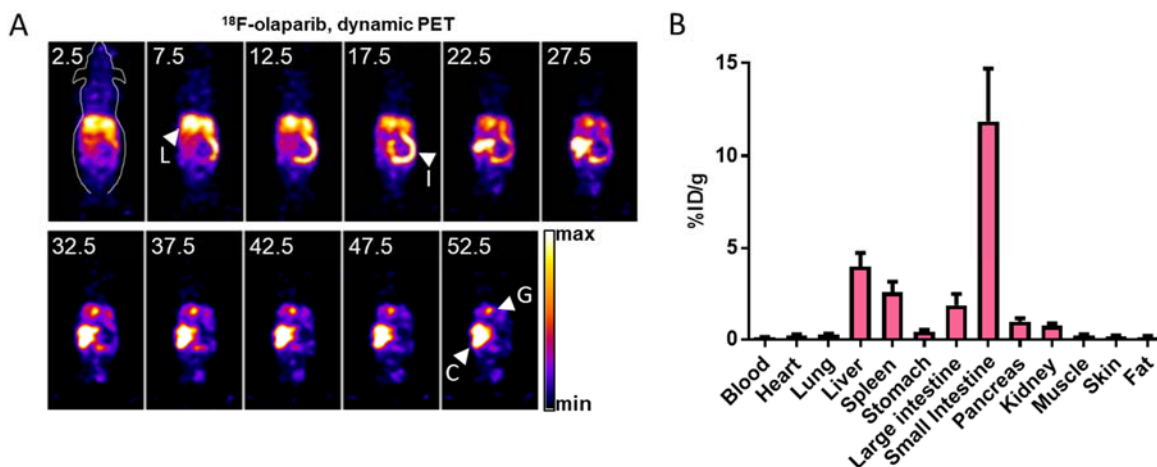 A
¹⁸F-olaparib, dynamic PET
2.5 7.5 12.5 17.5 22.5 27.5
L
I
32.5 37.5 42.5 47.5 52.5
G
C
max
min
B
%ID/g
15
10
5
0
Blood
Heart
Lung
Liver
Spleen
Stomach
Large intestine
Small Intestine
Pancreas
Kidney
Muscle
Skin
Fat